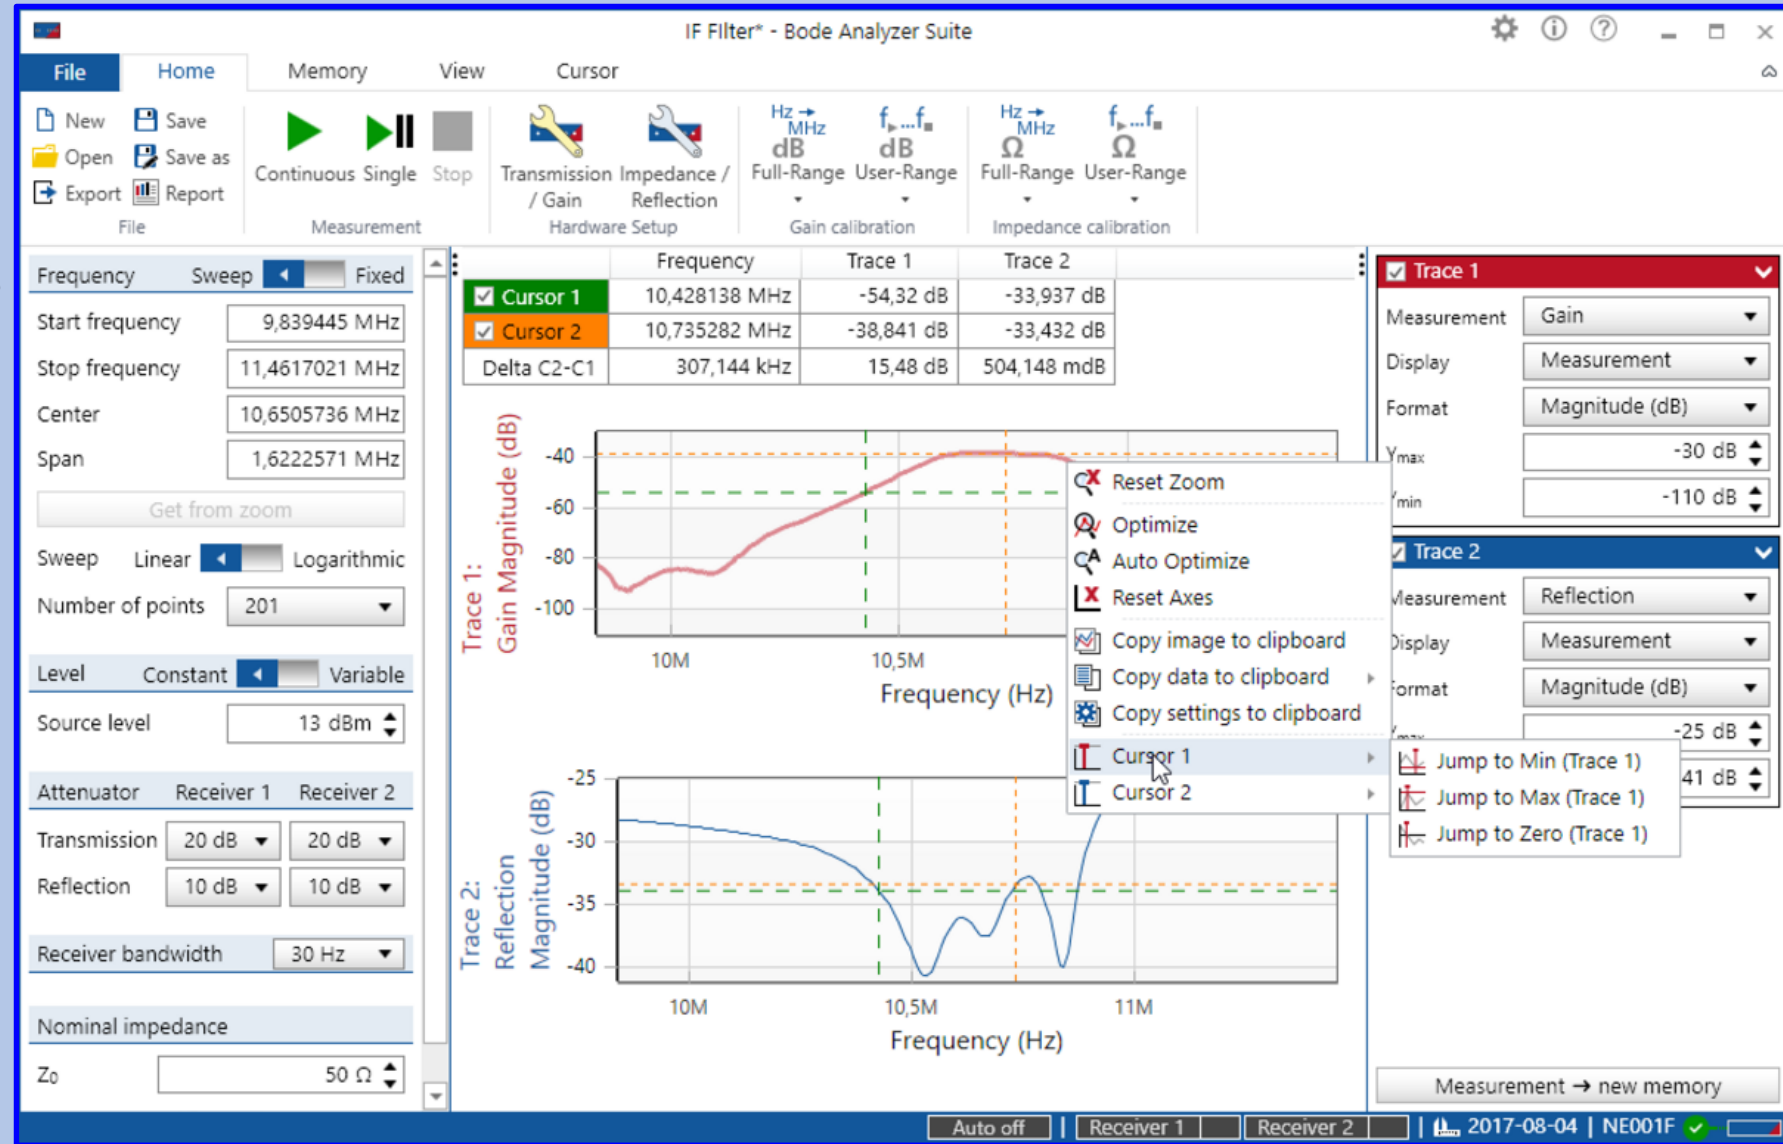 IF FIlter* - Bode Analyzer Suite
File Home Memory View Cursor
New Save
Open Save as
Export Report
File
Continuous Single Stop
Measurement
Transmission / Gain
Impedance / Reflection
Hardware Setup
Hz → MHz dB
Full-Range
f...f dB
User-Range
Gain calibration
Hz → MHz Ω
Full-Range
f...f Ω
User-Range
Impedance calibration
Frequency Sweep Fixed
Start frequency 9,839445 MHz
Stop frequency 11,4617021 MHz
Center 10,6505736 MHz
Span 1,6222571 MHz
Get from zoom
Sweep Linear Logarithmic
Number of points 201
Level Constant Variable
Source level 13 dBm
Attenuator Receiver 1 Receiver 2
Transmission 20 dB 20 dB
Reflection 10 dB 10 dB
Receiver bandwidth 30 Hz
Nominal impedance
Z0 50 Ω
Frequency Trace 1 Trace 2
Cursor 1 10,428138 MHz -54,32 dB -33,937 dB
Cursor 2 10,735282 MHz -38,841 dB -33,432 dB
Delta C2-C1 307,144 kHz 15,48 dB 504,148 mdB
Trace 1:
Gain Magnitude (dB)
-40
-60
-80
-100
10M 10,5M
Frequency (Hz)
Trace 2:
Reflection
Magnitude (dB)
-25
-30
-35
-40
10M 10,5M 11M
Frequency (Hz)
Reset Zoom
Optimize
Auto Optimize
Reset Axes
Copy image to clipboard
Copy data to clipboard
Copy settings to clipboard
Cursor 1
Cursor 2
Jump to Min (Trace 1)
Jump to Max (Trace 1)
Jump to Zero (Trace 1)
Trace 1
Measurement Gain
Display Measurement
Format Magnitude (dB)
Ymax -30 dB
min -110 dB
Trace 2
Measurement Reflection
Display Measurement
Format Magnitude (dB)
-25 dB
41 dB
Measurement → new memory
Auto off | Receiver 1 Receiver 2 | 2017-08-04 | NE001F